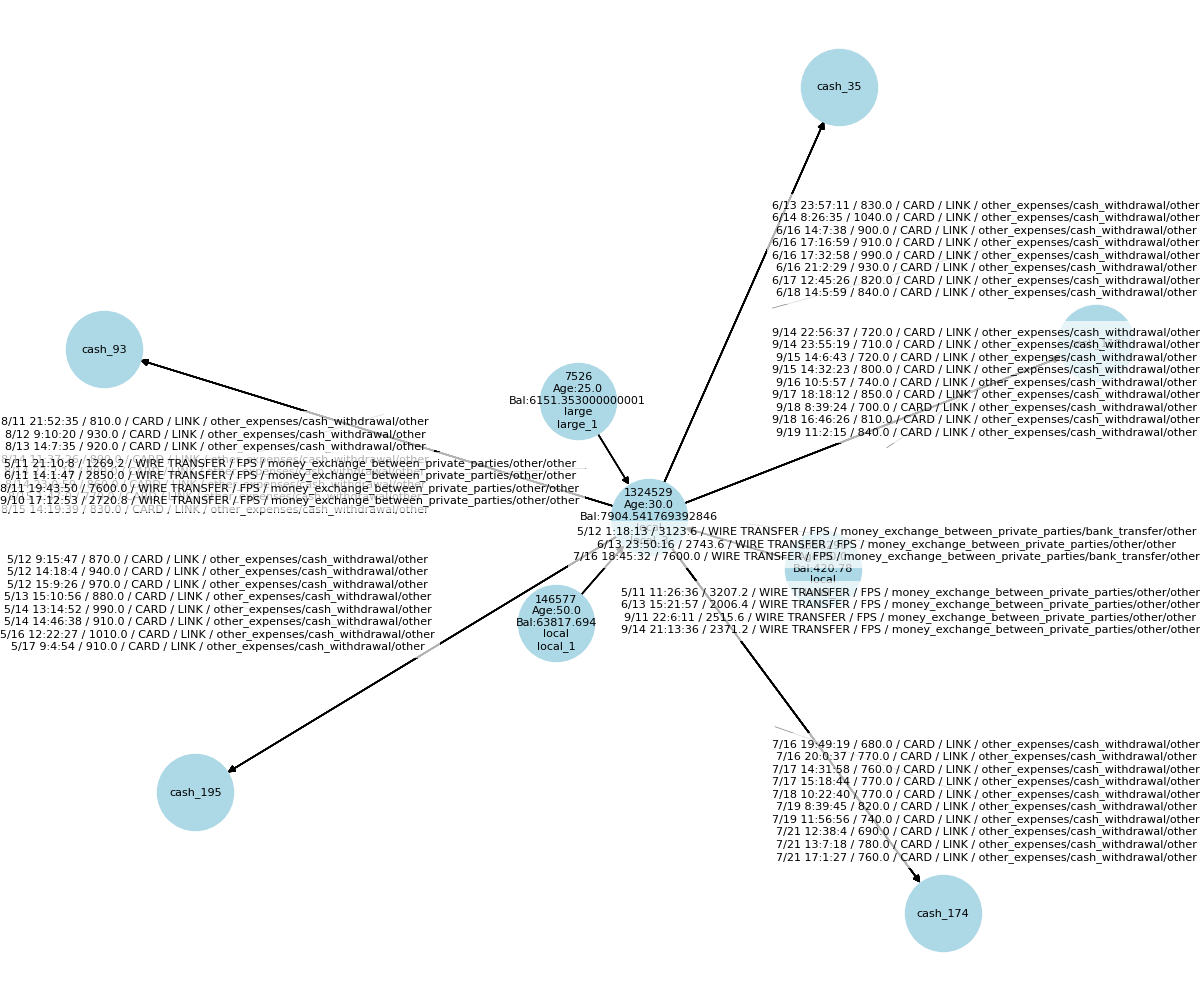 cash_35
6/13 23:57:11 / 830.0 / CARD / LINK / other_expenses/cash_withdrawal/other
6/14 8:26:35 / 1040.0 / CARD / LINK / other_expenses/cash_withdrawal/other
6/16 14:7:38 / 900.0 / CARD / LINK / other_expenses/cash_withdrawal/other
6/16 17:16:59 / 910.0 / CARD / LINK / other_expenses/cash_withdrawal/other
6/16 17:32:58 / 990.0 / CARD / LINK / other_expenses/cash_withdrawal/other
6/16 21:2:29 / 930.0 / CARD / LINK / other_expenses/cash_withdrawal/other
6/17 12:45:26 / 820.0 / CARD / LINK / other_expenses/cash_withdrawal/other
6/18 14:5:59 / 840.0 / CARD / LINK / other_expenses/cash_withdrawal/other
9/14 22:56:37 / 720.0 / CARD / LINK / other_expenses/cash_withdrawal/other
9/14 23:55:19 / 710.0 / CARD / LINK / other_expenses/cash_withdrawal/other
9/15 14:6:43 / 720.0 / CARD / LINK / other_expenses/cash_withdrawal/other
9/15 14:32:23 / 800.0 / CARD / LINK / other_expenses/cash_withdrawal/other
9/16 10:5:57 / 740.0 / CARD / LINK / other_expenses/cash_withdrawal/other
9/17 18:18:12 / 850.0 / CARD / LINK / other_expenses/cash_withdrawal/other
9/18 8:39:24 / 700.0 / CARD / LINK / other_expenses/cash_withdrawal/other
9/18 16:46:26 / 810.0 / CARD / LINK / other_expenses/cash_withdrawal/other
9/19 11:2:15 / 840.0 / CARD / LINK / other_expenses/cash_withdrawal/other
cash_93
7526
Age:25.0
Bal:6151.353000000001
large
large_1
8/11 21:52:35 / 810.0 / CARD / LINK / other_expenses/cash_withdrawal/other
8/12 9:10:20 / 930.0 / CARD / LINK / other_expenses/cash_withdrawal/other
8/13 14:7:35 / 920.0 / CARD / LINK / other_expenses/cash_withdrawal/other
5/11 21:10:8 / 1269.2 / WIRE TRANSFER / FPS / money_exchange_between_private_parties/other/other
6/11 14:1:47 / 2850.0 / WIRE TRANSFER / FPS / money_exchange_between_private_parties/other/other
8/11 19:43:50 / 7600.0 / WIRE TRANSFER / FPS / money_exchange_between_private_parties/other/other
9/10 17:12:53 / 2720.8 / WIRE TRANSFER / FPS / money_exchange_between_private_parties/other/other
8/15 14:19:39 / 830.0 / CARD / LINK / other_expenses/cash_withdrawal/other
1324529
Age:30.0
Bal:7904.541769392846
5/12 1:18:13 / 3123.6 / WIRE TRANSFER / FPS / money_exchange_between_private_parties/bank_transfer/other
6/13 23:50:16 / 2743.6 / WIRE TRANSFER / FPS / money_exchange_between_private_parties/other/other
7/16 18:45:32 / 7600.0 / WIRE TRANSFER / FPS / money_exchange_between_private_parties/bank_transfer/other
Bal:420.78
local
5/11 11:26:36 / 3207.2 / WIRE TRANSFER / FPS / money_exchange_between_private_parties/other/other
6/13 15:21:57 / 2006.4 / WIRE TRANSFER / FPS / money_exchange_between_private_parties/other/other
9/11 22:6:11 / 2515.6 / WIRE TRANSFER / FPS / money_exchange_between_private_parties/other/other
9/14 21:13:36 / 2371.2 / WIRE TRANSFER / FPS / money_exchange_between_private_parties/other/other
5/12 9:15:47 / 870.0 / CARD / LINK / other_expenses/cash_withdrawal/other
5/12 14:18:4 / 940.0 / CARD / LINK / other_expenses/cash_withdrawal/other
5/12 15:9:26 / 970.0 / CARD / LINK / other_expenses/cash_withdrawal/other
5/13 15:10:56 / 880.0 / CARD / LINK / other_expenses/cash_withdrawal/other
5/14 13:14:52 / 990.0 / CARD / LINK / other_expenses/cash_withdrawal/other
5/14 14:46:38 / 910.0 / CARD / LINK / other_expenses/cash_withdrawal/other
5/16 12:22:27 / 1010.0 / CARD / LINK / other_expenses/cash_withdrawal/other
5/17 9:4:54 / 910.0 / CARD / LINK / other_expenses/cash_withdrawal/other
146577
Age:50.0
Bal:63817.694
local
local_1
7/16 19:49:19 / 680.0 / CARD / LINK / other_expenses/cash_withdrawal/other
7/16 20:0:37 / 770.0 / CARD / LINK / other_expenses/cash_withdrawal/other
7/17 14:31:58 / 760.0 / CARD / LINK / other_expenses/cash_withdrawal/other
7/17 15:18:44 / 770.0 / CARD / LINK / other_expenses/cash_withdrawal/other
7/18 10:22:40 / 770.0 / CARD / LINK / other_expenses/cash_withdrawal/other
7/19 8:39:45 / 820.0 / CARD / LINK / other_expenses/cash_withdrawal/other
7/19 11:56:56 / 740.0 / CARD / LINK / other_expenses/cash_withdrawal/other
7/21 12:38:4 / 690.0 / CARD / LINK / other_expenses/cash_withdrawal/other
7/21 13:7:18 / 780.0 / CARD / LINK / other_expenses/cash_withdrawal/other
7/21 17:1:27 / 760.0 / CARD / LINK / other_expenses/cash_withdrawal/other
cash_195
cash_174